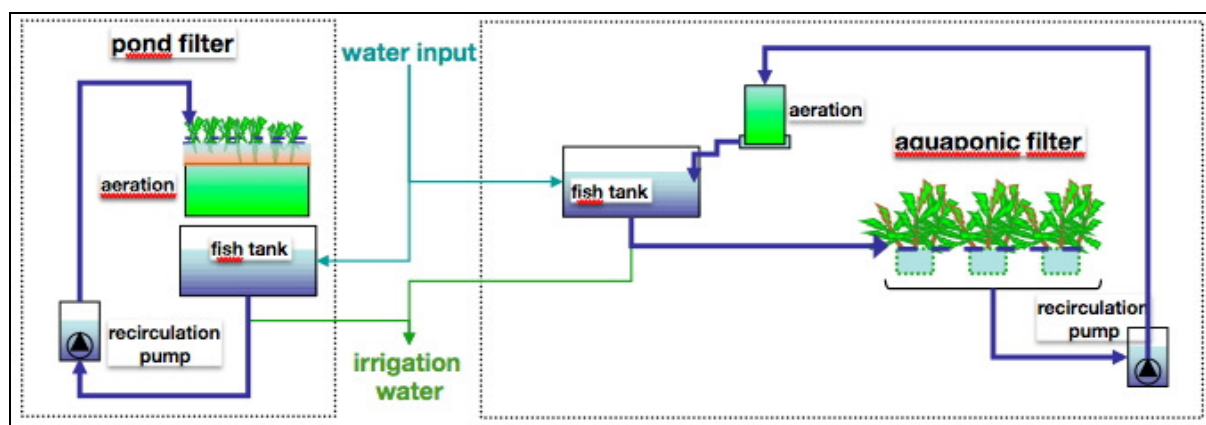 pond filter
aeration
fish tank
recirculation
pump
water input
irrigation
water
aeration
aquaponic filter
fish tank
recirculation
pump